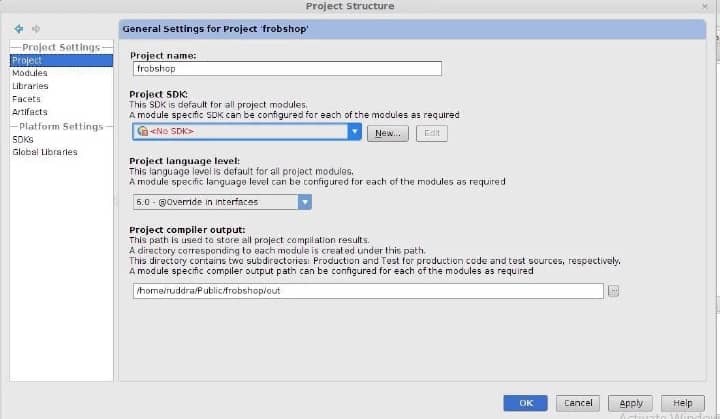 Project Structure
Project Settings
Project
Modules
Libraries
Facets
Artifacts
Platform Settings
SDKs
Global Libraries
General Settings for Project 'frobshop'
Project name:
frobshop
Project SDK:
This SDK is default for all project modules.
A module specific SDK can be configured for each of the modules as required
<No SDK>
New...
Edit
Project language level:
This language level is default for all project modules.
A module specific language level can be configured for each of the modules as required
6.0 - @Override in interfaces
Project compiler output:
This path is used to store all project compilation results.
A directory corresponding to each module is created under this path.
This directory contains two subdirectories: Production and Test for production code and test sources, respectively.
A module specific compiler output path can be configured for each of the modules as required
/home/ruddra/Public/frobshop/out
...
OK
Cancel
Apply
Help